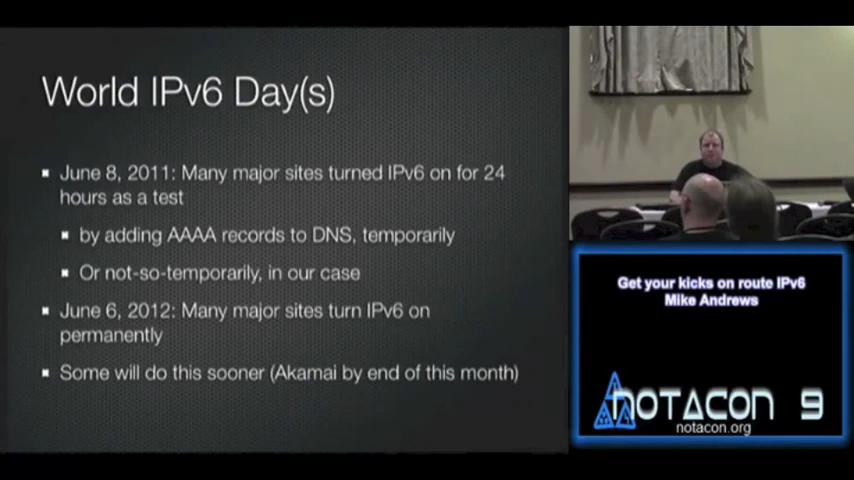 World IPv6 Day(s)
June 8, 2011: Many major sites turned IPv6 on for 24
hours as a test
by adding AAAA records to DNS, temporarily
Or not-so-temporarily, in our case
June 6, 2012: Many major sites turn IPv6 on
permanently
Some will do this sooner (Akamai by end of this month)
Get your kicks on route IPv6
Mike Andrews
NOTACON 9
notacon.org